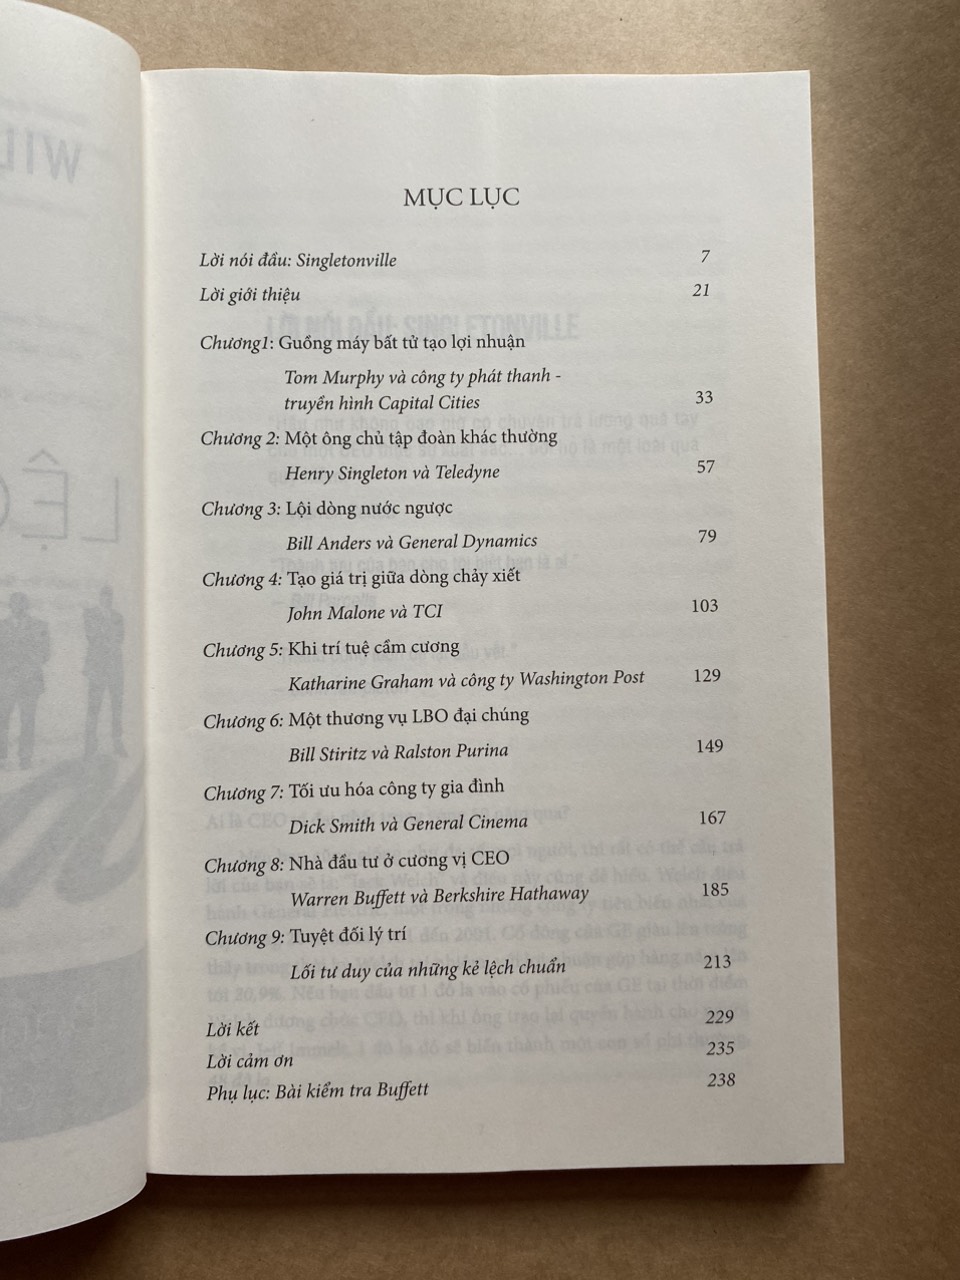 MỤC LỤC
Lời nói đầu: Singletonville 7
Lời giới thiệu 21
Chương1: Guồng máy bất tử tạo lợi nhuận
Tom Murphy và công ty phát thanh -
truyền hình Capital Cities 33
Chương 2: Một ông chủ tập đoàn khác thường
Henry Singleton và Teledyne 57
Chương 3: Lội dòng nước ngược
Bill Anders và General Dynamics 79
Chương 4: Tạo giá trị giữa dòng chảy xiết
John Malone và TCI 103
Chương 5: Khi trí tuệ cầm cương
Katharine Graham và công ty Washington Post 129
Chương 6: Một thương vụ LBO đại chúng
Bill Stiritz và Ralston Purina 149
Chương 7: Tối ưu hóa công ty gia đình
Dick Smith và General Cinema 167
Chương 8: Nhà đầu tư ở cương vị CEO
Warren Buffett và Berkshire Hathaway 185
Chương 9: Tuyệt đối lý trí
Lối tư duy của những kẻ lệch chuẩn 213
Lời kết 229
Lời cảm ơn 235
Phụ lục: Bài kiểm tra Buffett 238